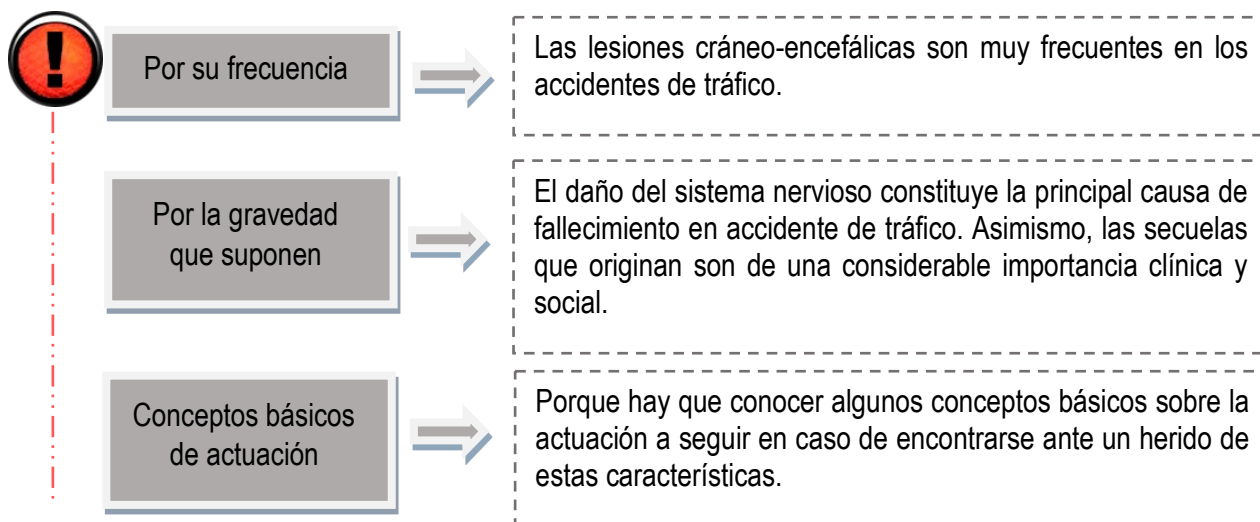 Por su frecuencia
Las lesiones cráneo-encefálicas son muy frecuentes en los
accidentes de tráfico.
Por la gravedad
que suponen
El daño del sistema nervioso constituye la principal causa de
fallecimiento en accidente de tráfico. Asimismo, las secuelas
que originan son de una considerable importancia clínica y
social.
Conceptos básicos
de actuación
Porque hay que conocer algunos conceptos básicos sobre la
actuación a seguir en caso de encontrarse ante un herido de
estas características.